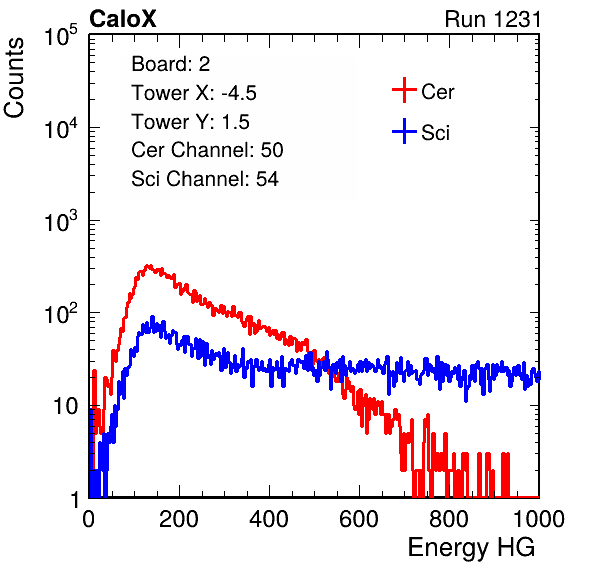 CaloX Run 1231
Board: 2
Tower X: -4.5
Tower Y: 1.5
Cer Channel: 50
Sci Channel: 54
Cer
Sci
Counts
10^5
10^4
10^3
10^2
10
1
0 200 400 600 800 1000
Energy HG